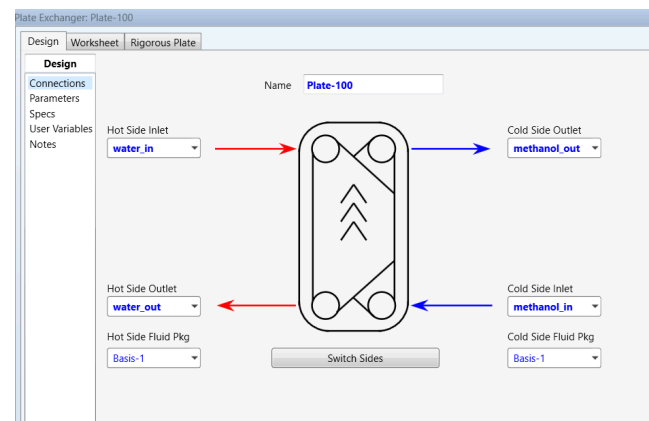 Plate Exchanger: Plate-100
Design Worksheet Rigorous Plate
Design
Connections
Parameters
Specs
User Variables
Notes
Name Plate-100
Hot Side Inlet
water_in
Cold Side Outlet
methanol_out
Hot Side Outlet
water_out
Cold Side Inlet
methanol_in
Hot Side Fluid Pkg
Basis-1
Switch Sides
Cold Side Fluid Pkg
Basis-1